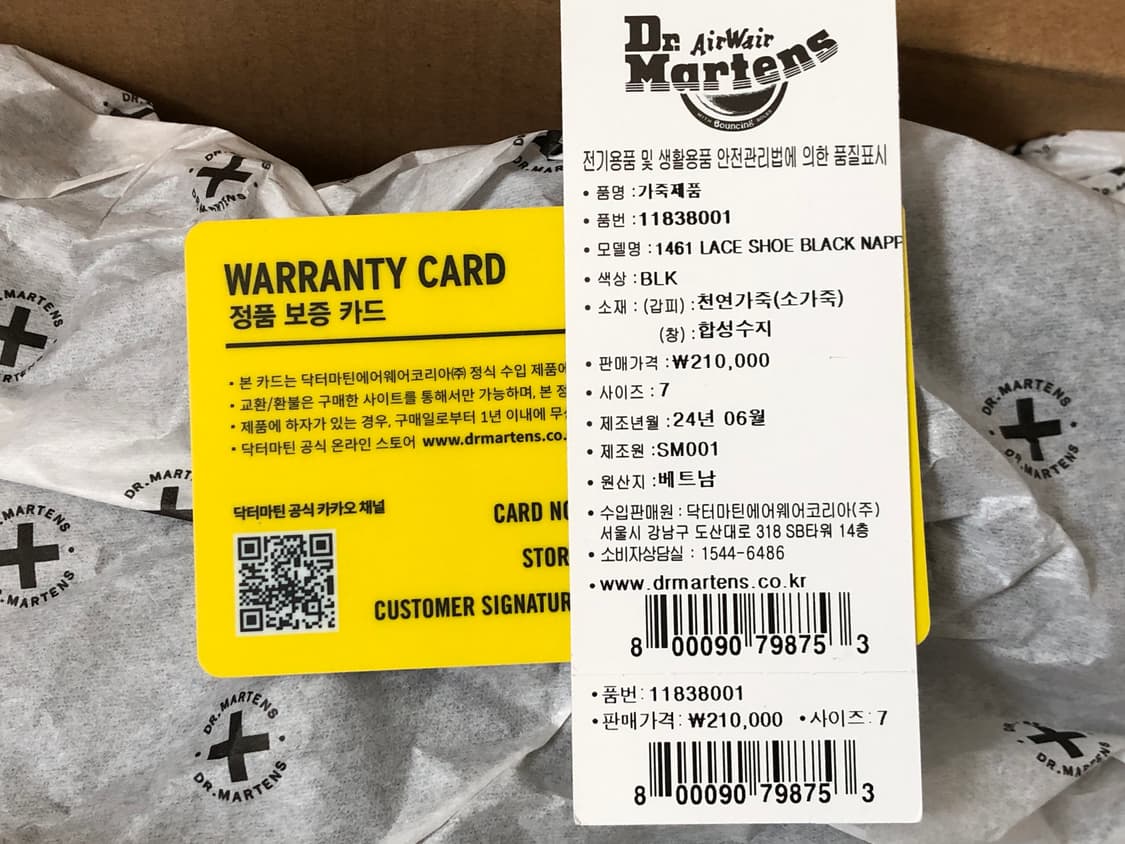 Dr. AirWair
Martens
WITH Bouncing SOLES
전기용품 및 생활용품 안전관리법에 의한 품질표시
• 품명 : 가죽제품
• 품번 : 11838001
• 모델명 : 1461 LACE SHOE BLACK NAPP
• 색상 : BLK
• 소재 : (갑피) : 천연가죽(소가죽)
(창) : 합성수지
• 판매가격 : ₩210,000
• 사이즈 : 7
• 제조년월 : 24년 06월
• 제조원 : SM001
• 원산지 : 베트남
• 수입판매원 : 닥터마틴에어웨어코리아(주)
서울시 강남구 도산대로 318 SB타워 14층
• 소비자상담실 : 1544-6486
• www.drmartens.co.kr
8 00090 79875 3
• 품번: 11838001
• 판매가격: ₩210,000 • 사이즈: 7
8 00090 79875 3
WARRANTY CARD
정품 보증 카드
• 본 카드는 닥터마틴에어웨어코리아㈜ 정식 수입 제품에
• 교환/환불은 구매한 사이트를 통해서만 가능하며, 본 정
• 제품에 하자가 있는 경우, 구매일로부터 1년 이내에 무
• 닥터마틴 공식 온라인 스토어 www.drmartens.co.
닥터마틴 공식 카카오 채널
CARD NO
STOR
CUSTOMER SIGNATUR
DR.MARTENS
DR.MARTENS
DR.MARTENS
DR.MARTENS
DR.MARTENS
DR.MARTENS